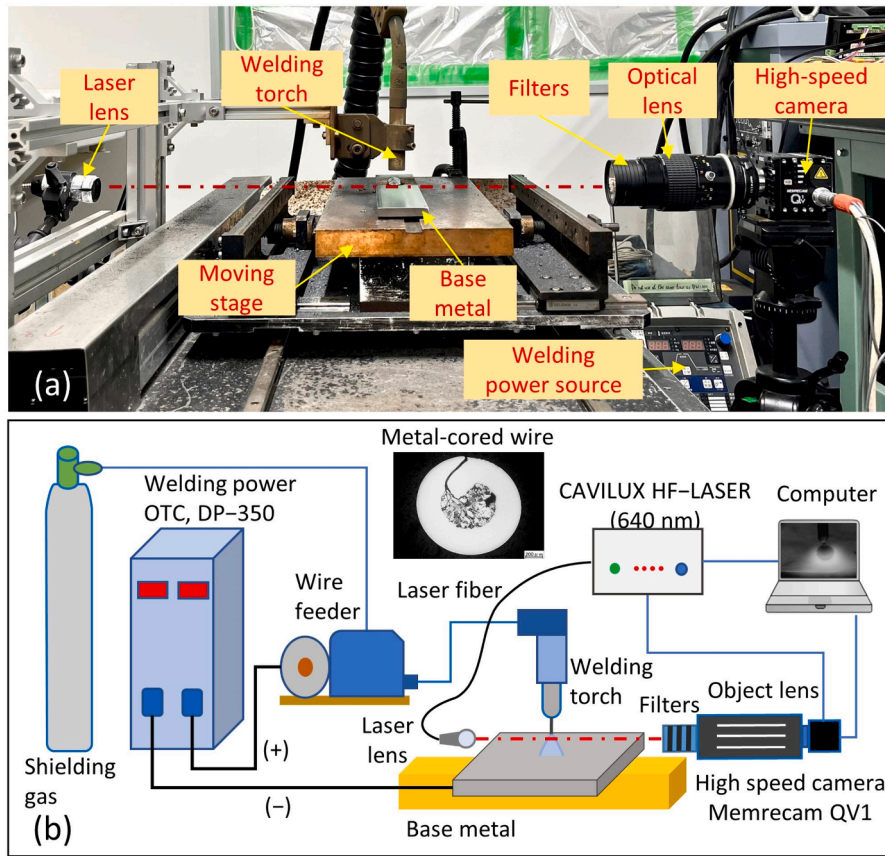 Laser
lens
Welding
torch
Filters
Optical
lens
High-speed
camera
Moving
stage
Base
metal
Welding
power source
(a)
Metal-cored wire
Welding power
OTC, DP−350
CAVILUX HF−LASER
(640 nm)
Computer
Wire
feeder
Laser fiber
Welding
torch
Filters
Object lens
Laser
lens
(+)
Shielding
gas
(−)
Base metal
High speed camera
Memrecam QV1
(b)